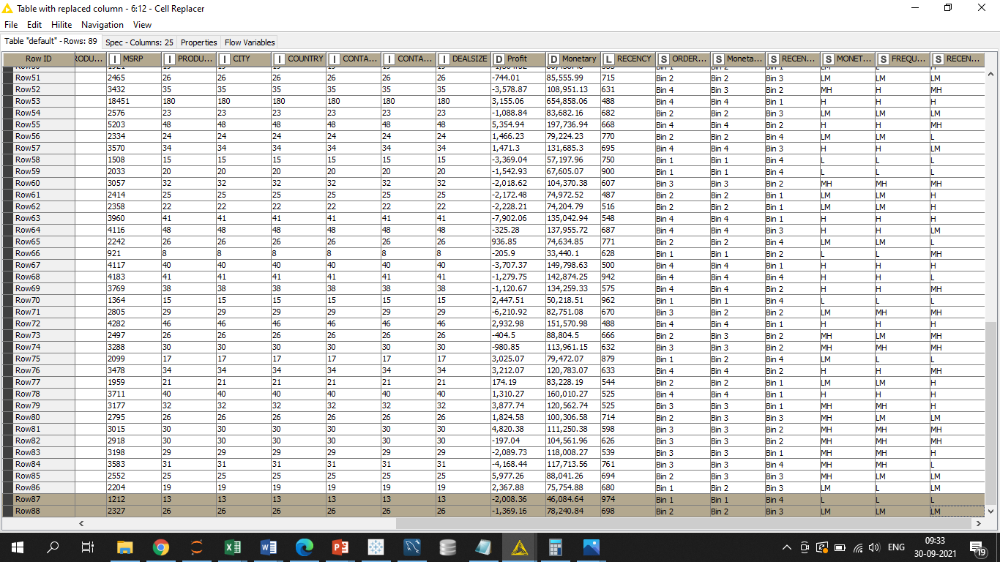 Table with replaced column - 6:12 - Cell Replacer
File Edit Hilite Navigation View
Table "default" - Rows: 89 Spec - Columns: 25 Properties Flow Variables
Row ID RODU... I MSRP I PRODU... I CITY I COUNTRY I CONTA... I CONTA... I DEALSIZE D Profit D Monetary L RECENCY S ORDER... S Moneta... S RECEN... S MONET... S FREQU... S RECEN...
Row51 2465 26 26 26 26 26 26 -744.01 85,555.99 715 Bin 2 Bin 2 Bin 3 LM LM LM
Row52 3432 35 35 35 35 35 35 -3,578.87 108,951.13 631 Bin 4 Bin 3 Bin 2 MH H MH
Row53 18451 180 180 180 180 180 180 3,155.06 654,858.06 488 Bin 4 Bin 4 Bin 1 H H H
Row54 2576 23 23 23 23 23 23 -1,088.84 83,682.16 682 Bin 2 Bin 2 Bin 3 LM LM LM
Row55 5203 48 48 48 48 48 48 5,354.94 197,736.94 668 Bin 4 Bin 4 Bin 2 H H MH
Row56 2334 24 24 24 24 24 24 1,466.23 79,224.23 770 Bin 2 Bin 2 Bin 4 LM LM L
Row57 3570 34 34 34 34 34 34 1,471.3 131,685.3 695 Bin 4 Bin 4 Bin 3 H H LM
Row58 1508 15 15 15 15 15 15 -3,369.04 57,197.96 750 Bin 1 Bin 1 Bin 4 L L L
Row59 2033 20 20 20 20 20 20 -1,542.93 67,605.07 900 Bin 1 Bin 1 Bin 4 L L L
Row60 3057 32 32 32 32 32 32 -2,018.62 104,370.38 607 Bin 3 Bin 3 Bin 2 MH MH MH
Row61 2414 25 25 25 25 25 25 -2,172.48 74,972.52 487 Bin 2 Bin 2 Bin 1 LM LM H
Row62 2358 22 22 22 22 22 22 -2,228.21 74,204.79 516 Bin 2 Bin 2 Bin 1 LM LM H
Row63 3960 41 41 41 41 41 41 -7,902.06 135,042.94 548 Bin 4 Bin 4 Bin 1 H H H
Row64 4116 48 48 48 48 48 48 -325.28 137,955.72 687 Bin 4 Bin 4 Bin 3 H H LM
Row65 2242 26 26 26 26 26 26 936.85 74,634.85 771 Bin 2 Bin 2 Bin 4 LM LM L
Row66 921 8 8 8 8 8 8 -205.9 33,440.1 628 Bin 1 Bin 1 Bin 2 L L MH
Row67 4117 40 40 40 40 40 40 -3,707.37 149,798.63 500 Bin 4 Bin 4 Bin 1 H H H
Row68 4183 41 41 41 41 41 41 -1,279.75 142,874.25 942 Bin 4 Bin 4 Bin 4 H H L
Row69 3769 38 38 38 38 38 38 -1,120.67 134,259.33 575 Bin 4 Bin 4 Bin 2 H H MH
Row70 1364 15 15 15 15 15 15 2,447.51 50,218.51 962 Bin 1 Bin 1 Bin 4 L L L
Row71 2805 29 29 29 29 29 29 -6,210.92 82,751.08 670 Bin 3 Bin 2 Bin 2 LM MH MH
Row72 4282 46 46 46 46 46 46 2,932.98 151,570.98 488 Bin 4 Bin 4 Bin 1 H H H
Row73 2497 26 26 26 26 26 26 -404.5 88,804.5 666 Bin 2 Bin 3 Bin 2 MH LM MH
Row74 3288 30 30 30 30 30 30 -980.85 113,961.15 632 Bin 3 Bin 3 Bin 2 MH MH MH
Row75 2099 17 17 17 17 17 17 3,025.07 79,472.07 879 Bin 1 Bin 2 Bin 4 LM L L
Row76 3478 34 34 34 34 34 34 3,212.07 120,783.07 633 Bin 4 Bin 4 Bin 2 H H MH
Row77 1959 21 21 21 21 21 21 174.19 83,228.19 544 Bin 2 Bin 2 Bin 1 LM LM H
Row78 3711 40 40 40 40 40 40 1,310.27 160,010.27 525 Bin 4 Bin 4 Bin 1 H H H
Row79 3177 32 32 32 32 32 32 3,877.74 120,562.74 525 Bin 3 Bin 3 Bin 1 MH MH H
Row80 2795 26 26 26 26 26 26 1,824.58 100,306.58 714 Bin 2 Bin 3 Bin 3 MH LM LM
Row81 3015 30 30 30 30 30 30 4,820.38 111,250.38 598 Bin 3 Bin 3 Bin 2 MH MH MH
Row82 2918 30 30 30 30 30 30 -197.04 104,561.96 626 Bin 3 Bin 3 Bin 2 MH MH MH
Row83 3198 29 29 29 29 29 29 -2,089.73 118,008.27 539 Bin 3 Bin 3 Bin 1 MH MH H
Row84 3583 31 31 31 31 31 31 -4,168.44 117,713.56 761 Bin 3 Bin 3 Bin 4 MH MH L
Row85 2552 25 25 25 25 25 25 5,977.26 88,041.26 694 Bin 2 Bin 3 Bin 3 MH LM LM
Row86 2204 19 19 19 19 19 19 2,367.88 75,754.88 680 Bin 1 Bin 2 Bin 3 LM L LM
Row87 1212 13 13 13 13 13 13 -2,008.36 46,084.64 974 Bin 1 Bin 1 Bin 4 L L L
Row88 2327 26 26 26 26 26 26 -1,369.16 78,240.84 698 Bin 2 Bin 2 Bin 3 LM LM LM
ENG 09:33
30-09-2021 19